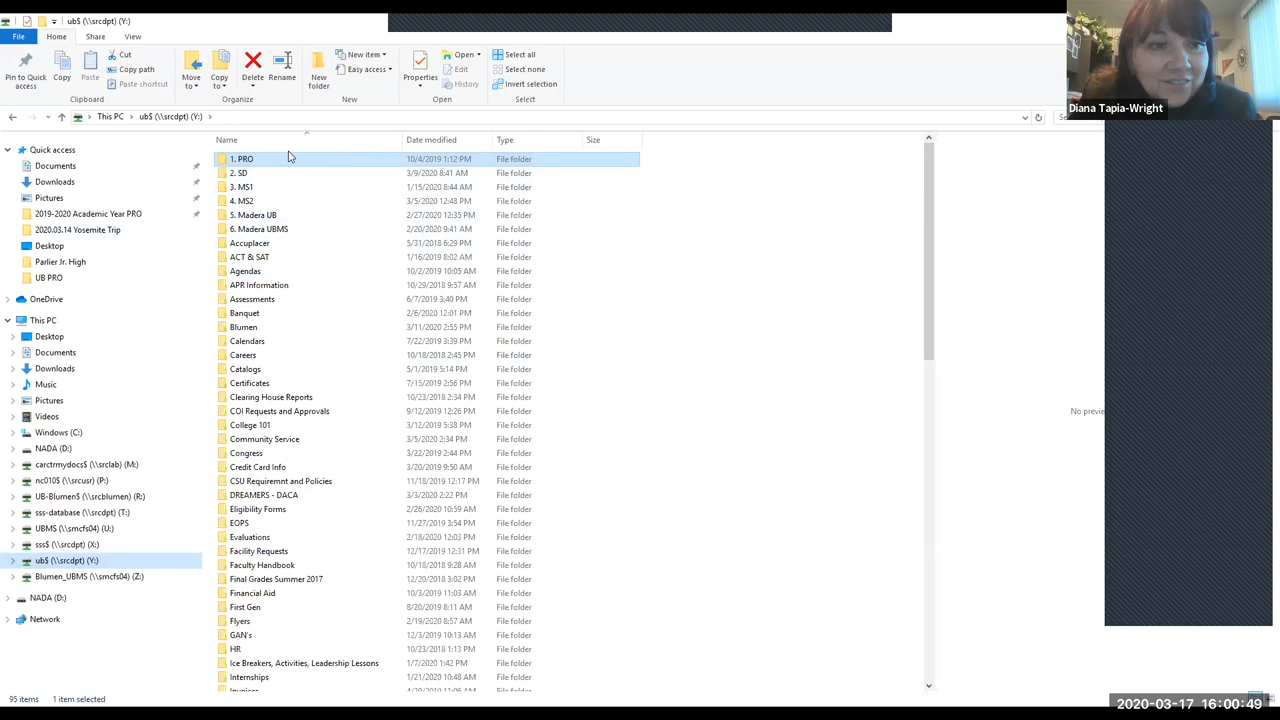 ub$ (\\srcdpt) (Y:)
File
Home
Share
View
Pin to Quick access
Copy
Paste
Cut
Copy path
Paste shortcut
Clipboard
Move to
Copy to
Delete
Rename
Organize
New folder
New item
Easy access
New
Properties
Open
Edit
History
Open
Select all
Select none
Invert selection
Select
Diana Tapia-Wright
This PC > ub$ (\\srcdpt) (Y:) >
Quick access
Documents
Downloads
Pictures
2019-2020 Academic Year PRO
2020.03.14 Yosemite Trip
Desktop
Parlier Jr. High
UB PRO
OneDrive
This PC
Desktop
Documents
Downloads
Music
Pictures
Videos
Windows (C:)
NADA (D:)
carctrmydocs$ (\\srclab) (M:)
nc010$ (\\srcusr) (P:)
UB-Blumen$ (\\srcblumen) (R:)
sss-database (\\srcdpt) (T:)
UBMS (\\smcfs04) (U:)
sss$ (\\srcdpt) (X:)
ub$ (\\srcdpt) (Y:)
Blumen_UBMS (\\smcfs04) (Z:)
NADA (D:)
Network
Name Date modified Type Size
1. PRO 10/4/2019 1:12 PM File folder
2. SD 3/9/2020 8:41 AM File folder
3. MS1 1/15/2020 8:44 AM File folder
4. MS2 3/5/2020 12:48 PM File folder
5. Madera UB 2/27/2020 12:35 PM File folder
6. Madera UBMS 2/20/2020 9:41 AM File folder
Accuplacer 5/31/2018 6:29 PM File folder
ACT & SAT 1/16/2019 8:02 AM File folder
Agendas 10/2/2019 10:05 AM File folder
APR Information 10/29/2018 9:57 AM File folder
Assessments 6/7/2019 3:40 PM File folder
Banquet 2/6/2020 12:01 PM File folder
Blumen 3/11/2020 2:55 PM File folder
Calendars 7/22/2019 3:39 PM File folder
Careers 10/18/2018 2:45 PM File folder
Catalogs 5/1/2019 5:14 PM File folder
Certificates 7/15/2019 2:56 PM File folder
Clearing House Reports 10/23/2018 2:34 PM File folder
COI Requests and Approvals 9/12/2019 12:26 PM File folder
College 101 3/12/2019 5:38 PM File folder
Community Service 3/5/2020 2:34 PM File folder
Congress 3/22/2019 2:44 PM File folder
Credit Card Info 3/20/2019 9:50 AM File folder
CSU Requiremnt and Policies 11/18/2019 12:17 PM File folder
DREAMERS - DACA 3/3/2020 2:22 PM File folder
Eligibility Forms 2/26/2020 10:59 AM File folder
EOPS 11/27/2019 3:54 PM File folder
Evaluations 2/18/2020 12:03 PM File folder
Facility Requests 12/17/2019 12:31 PM File folder
Faculty Handbook 10/18/2018 9:28 AM File folder
Final Grades Summer 2017 12/20/2018 3:02 PM File folder
Financial Aid 10/3/2019 11:03 AM File folder
First Gen 8/20/2019 8:11 AM File folder
Flyers 2/19/2020 8:57 AM File folder
GAN's 12/3/2019 10:13 AM File folder
HR 10/23/2018 1:13 PM File folder
Ice Breakers, Activities, Leadership Lessons 1/7/2020 1:42 PM File folder
Internships 1/21/2020 10:48 AM File folder
No previe
95 items 1 item selected
2020-03-17 16:00:49